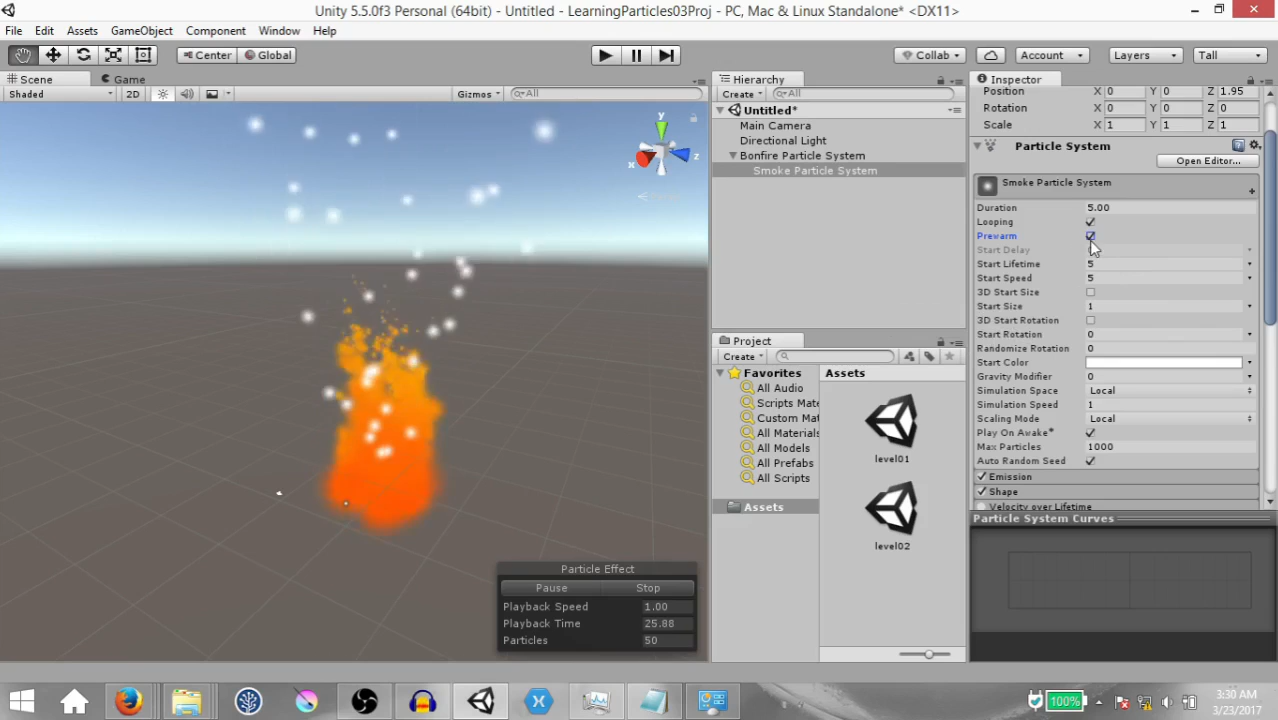 Unity 5.5.0f3 Personal (64bit) - Untitled - LearningParticles03Proj - PC, Mac & Linux Standalone* <DX11>
File Edit Assets GameObject Component Window Help
Center Global Collab Account Layers Tall
Scene Game
Shaded 2D Gizmos All
y
x
z
Particle Effect
Pause Stop
Playback Speed 1.00
Playback Time 25.88
Particles 50
Hierarchy
Create All
Untitled*
Main Camera
Directional Light
Bonfire Particle System
Smoke Particle System
Project
Create
Favorites
All Audio
Scripts Mate
Custom Mat
All Materials
All Models
All Prefabs
All Scripts
Assets
Assets
level01
level02
Inspector
Position X 0 Y 0 Z 1.95
Rotation X 0 Y 0 Z 0
Scale X 1 Y 1 Z 1
Particle System
Open Editor...
Smoke Particle System
Duration 5.00
Looping
Prewarm
Start Delay
Start Lifetime 5
Start Speed 5
3D Start Size
Start Size 1
3D Start Rotation
Start Rotation 0
Randomize Rotation 0
Start Color
Gravity Modifier 0
Simulation Space Local
Simulation Speed 1
Scaling Mode Local
Play On Awake*
Max Particles 1000
Auto Random Seed
Emission
Shape
Velocity over Lifetime
Particle System Curves
100%
3:30 AM
3/23/2017